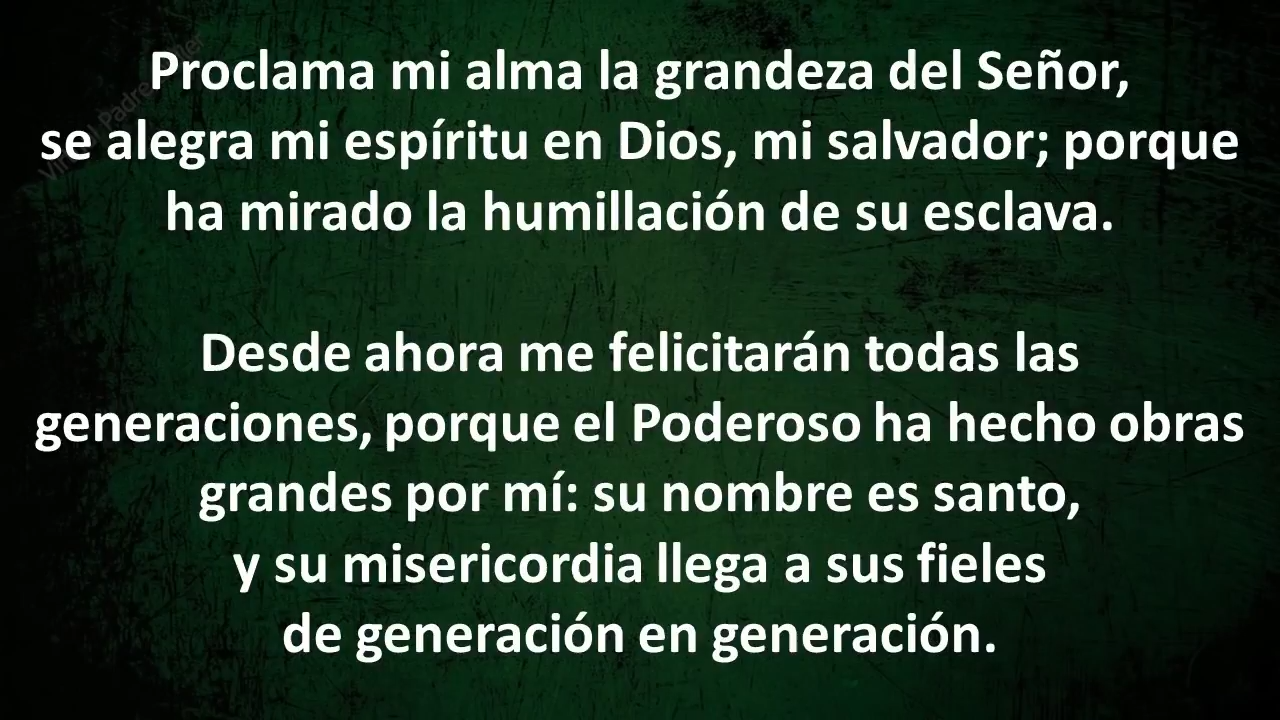 Proclama mi alma la grandeza del Señor,
se alegra mi espíritu en Dios, mi salvador; porque
ha mirado la humillación de su esclava.
Desde ahora me felicitarán todas las
generaciones, porque el Poderoso ha hecho obras
grandes por mí: su nombre es santo,
y su misericordia llega a sus fieles
de generación en generación.